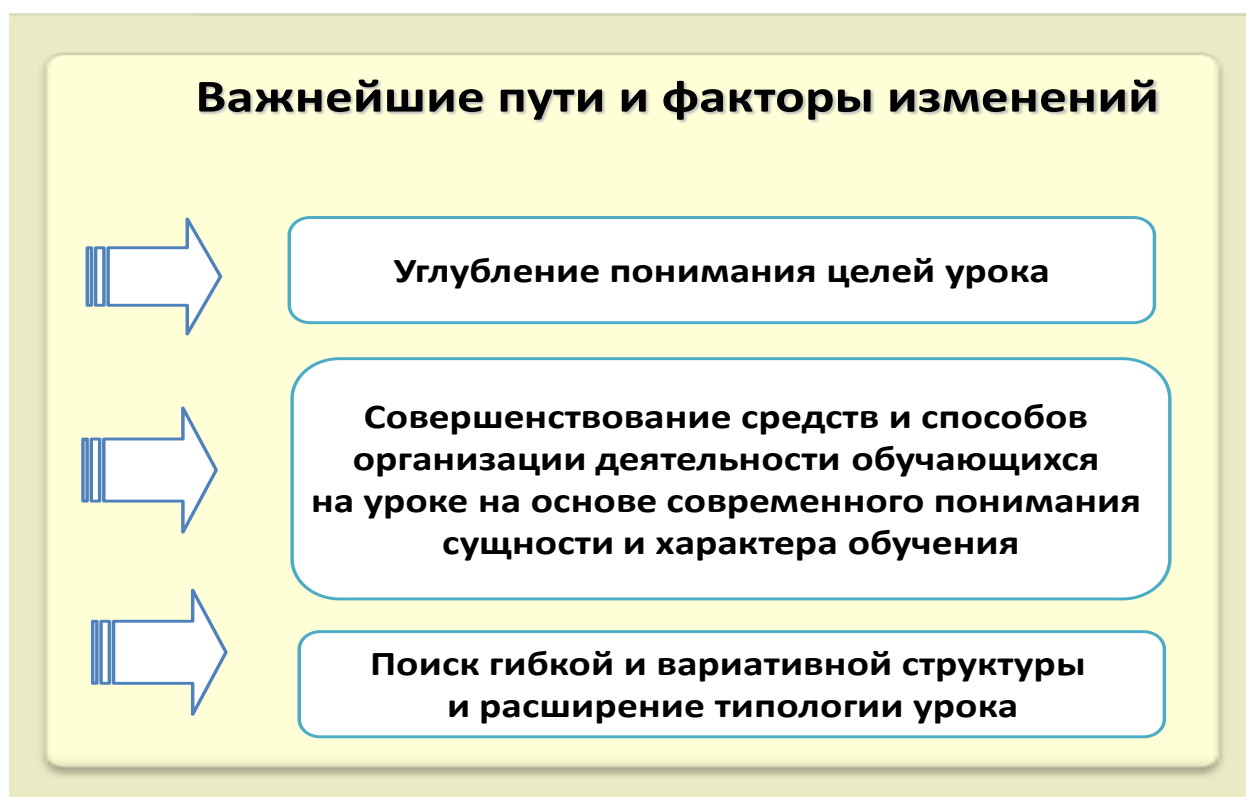 Важнейшие пути и факторы изменений
Углубление понимания целей урока
Совершенствование средств и способов
организации деятельности обучающихся
на уроке на основе современного понимания
сущности и характера обучения
Поиск гибкой и вариативной структуры
и расширение типологии урока